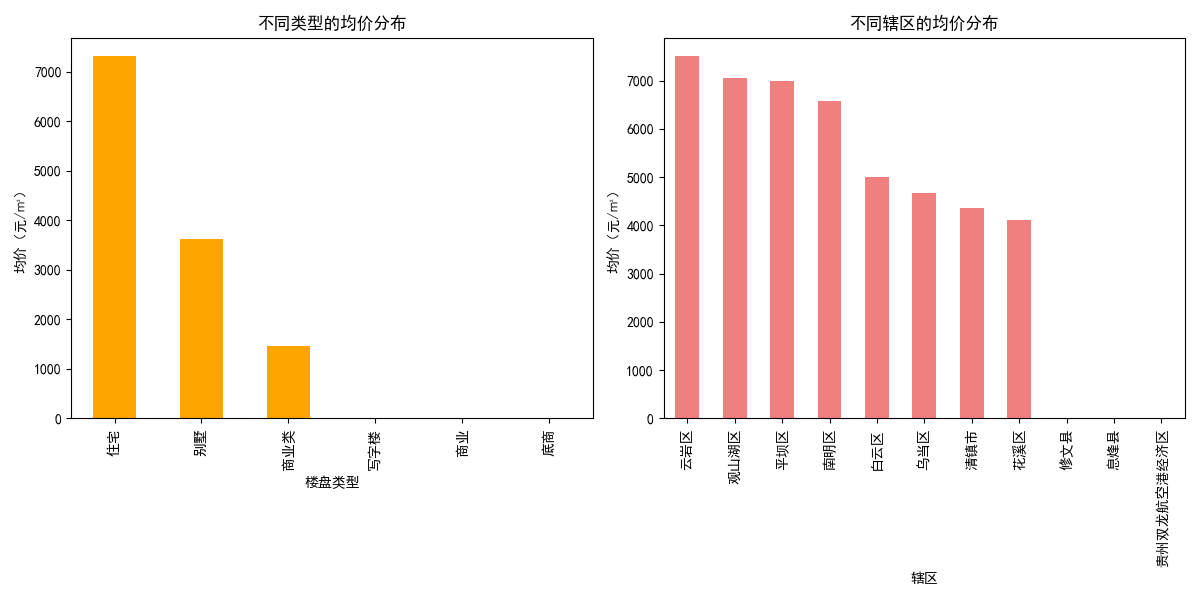 不同类型的均价分布
均价（元/㎡）
7000
6000
5000
4000
3000
2000
1000
0
住宅
别墅
商业类
写字楼
商业
底商
楼盘类型
不同辖区的均价分布
均价（元/㎡）
7000
6000
5000
4000
3000
2000
1000
0
云岩区
观山湖区
平坝区
南明区
白云区
乌当区
清镇市
花溪区
修文县
息烽县
贵州双龙航空港经济区
辖区